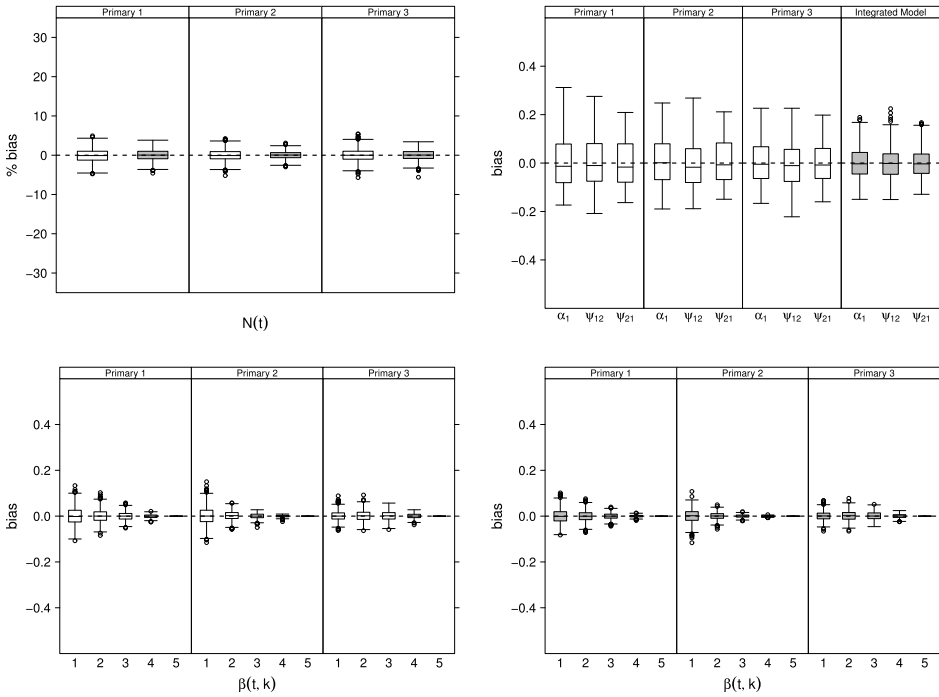 Primary 1 Primary 2 Primary 3
30
20
10
0
−10
−20
−30
% bias
N(t)
Primary 1 Primary 2 Primary 3 Integrated Model
0.4
0.2
0.0
−0.2
−0.4
bias
α1 ψ12 ψ21 α1 ψ12 ψ21 α1 ψ12 ψ21 α1 ψ12 ψ21
Primary 1 Primary 2 Primary 3
0.4
0.2
0.0
−0.2
−0.4
bias
1 2 3 4 5 1 2 3 4 5 1 2 3 4 5
β(t, k)
Primary 1 Primary 2 Primary 3
0.4
0.2
0.0
−0.2
−0.4
bias
1 2 3 4 5 1 2 3 4 5 1 2 3 4 5
β(t, k)